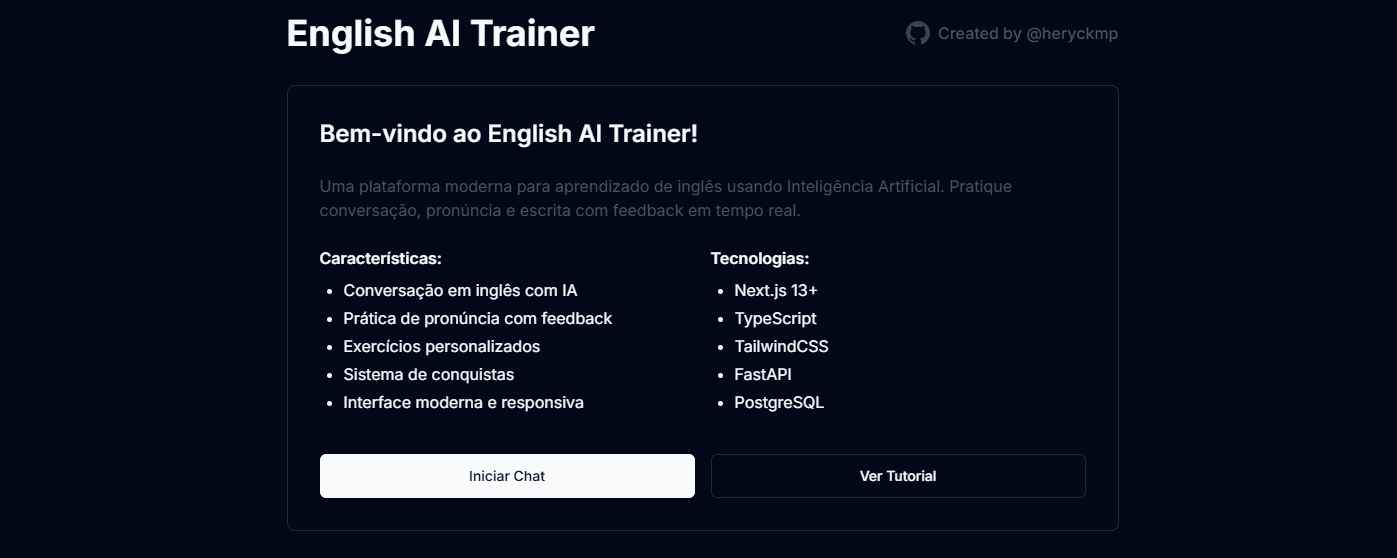 English AI Trainer
Created by @heryckmp
Bem-vindo ao English AI Trainer!
Uma plataforma moderna para aprendizado de inglês usando Inteligência Artificial. Pratique
conversação, pronúncia e escrita com feedback em tempo real.
Características:
• Conversação em inglês com IA
• Prática de pronúncia com feedback
• Exercícios personalizados
• Sistema de conquistas
• Interface moderna e responsiva
Tecnologias:
• Next.js 13+
• TypeScript
• TailwindCSS
• FastAPI
• PostgreSQL
Iniciar Chat
Ver Tutorial